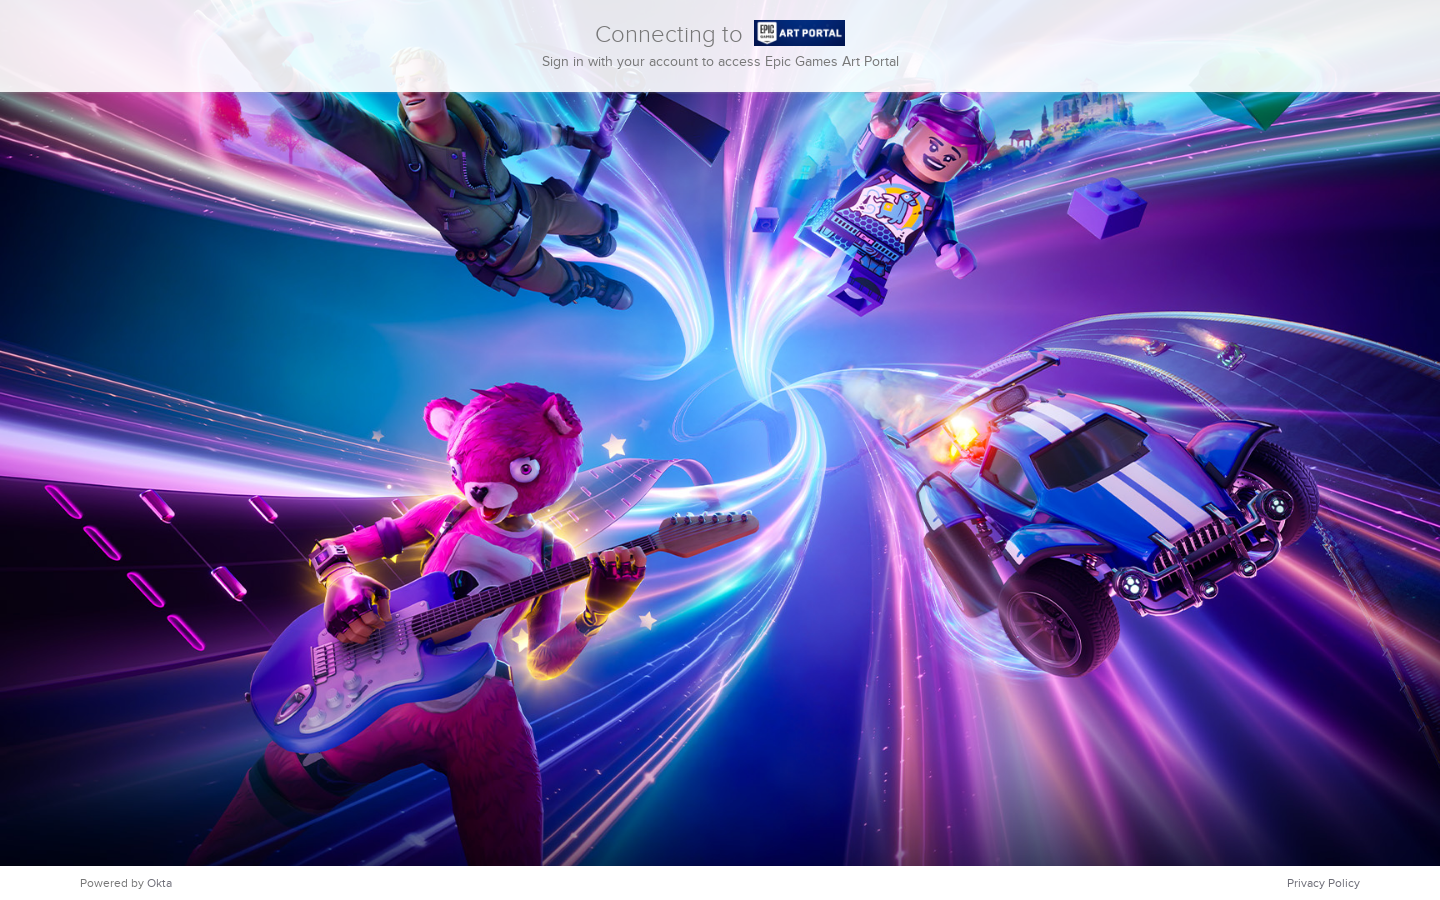 Connecting to
EPIC GAMES ART PORTAL
Sign in with your account to access Epic Games Art Portal
Powered by Okta
Privacy Policy